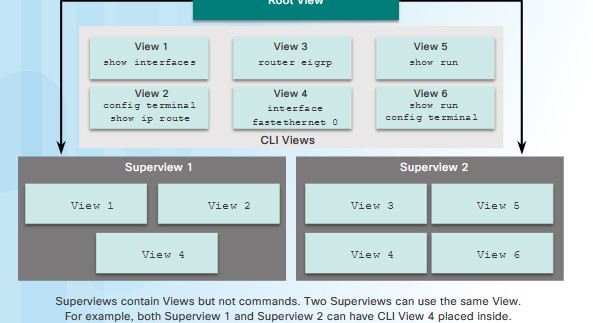 Root View
View 1
show interfaces
View 3
router eigrp
View 5
show run
View 2
config terminal
show ip route
View 4
interface
fastethernet 0
View 6
show run
config terminal
CLI Views
Superview 1
View 1
View 2
View 4
Superview 2
View 3
View 5
View 4
View 6
Superviews contain Views but not commands. Two Superviews can use the same View.
For example, both Superview 1 and Superview 2 can have CLI View 4 placed inside.